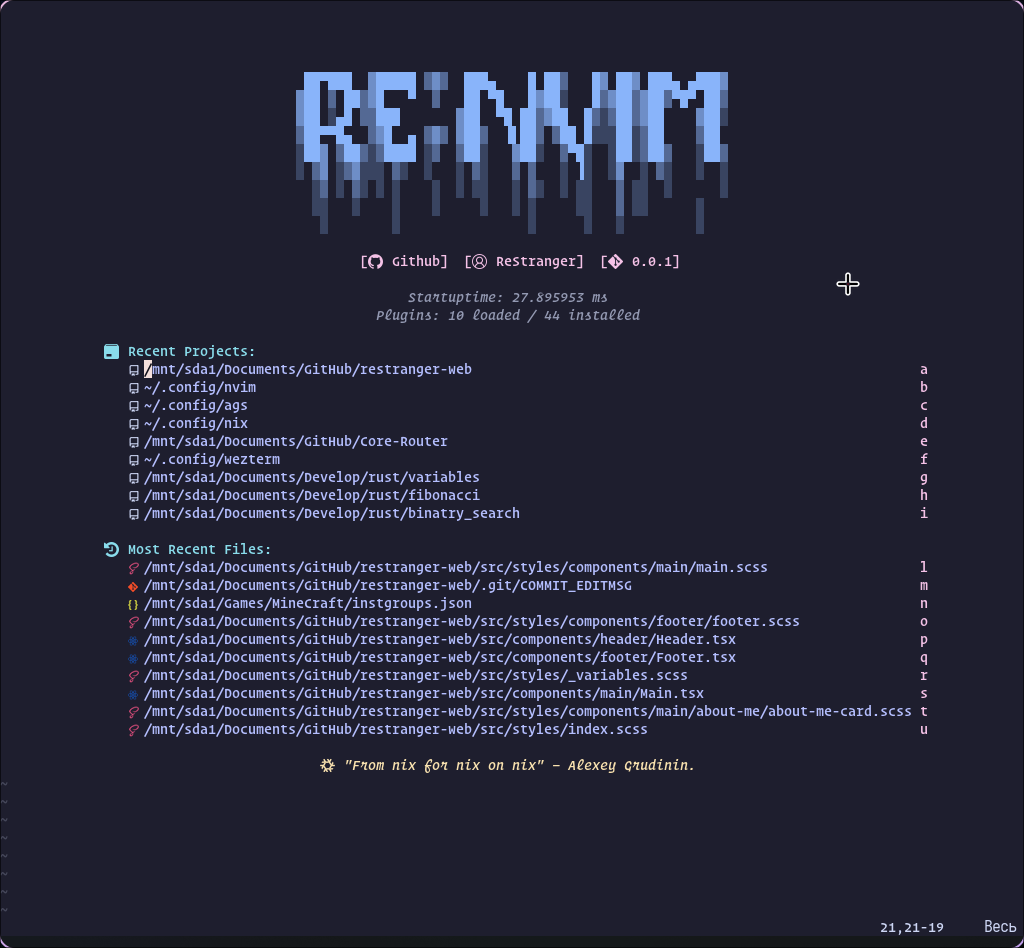 RE:NVIM
[ Github] [ ReStranger] [ 0.0.1]
Startuptime: 27.895953 ms
Plugins: 10 loaded / 44 installed
Recent Projects:
/mnt/sda1/Documents/GitHub/restranger-web a
~/.config/nvim b
~/.config/ags c
~/.config/nix d
/mnt/sda1/Documents/GitHub/Core-Router e
~/.config/wezterm f
/mnt/sda1/Documents/Develop/rust/variables g
/mnt/sda1/Documents/Develop/rust/fibonacci h
/mnt/sda1/Documents/Develop/rust/binatry_search i
Most Recent Files:
/mnt/sda1/Documents/GitHub/restranger-web/src/styles/components/main/main.scss l
/mnt/sda1/Documents/GitHub/restranger-web/.git/COMMIT_EDITMSG m
/mnt/sda1/Games/MineCraft/instgroups.json n
/mnt/sda1/Documents/GitHub/restranger-web/src/styles/components/footer/footer.scss o
/mnt/sda1/Documents/GitHub/restranger-web/src/components/header/Header.tsx p
/mnt/sda1/Documents/GitHub/restranger-web/src/components/footer/Footer.tsx q
/mnt/sda1/Documents/GitHub/restranger-web/src/styles/_variables.scss r
/mnt/sda1/Documents/GitHub/restranger-web/src/components/main/Main.tsx s
/mnt/sda1/Documents/GitHub/restranger-web/src/styles/components/main/about-me/about-me-card.scss t
/mnt/sda1/Documents/GitHub/restranger-web/src/styles/index.scss u
"From nix for nix on nix" - Alexey Grudinin.
~
~
~
~
~
~
~
~
21,21-19 Весь